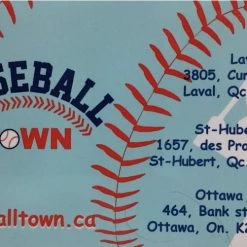 SEBALL
OWN
alltown.ca
Lav
3805, Cur
Laval, Qc
St-Hube
1657,
des Pro
St-Hubert, Qc
Ottawa
464, Bank st
Ottawa, On. K